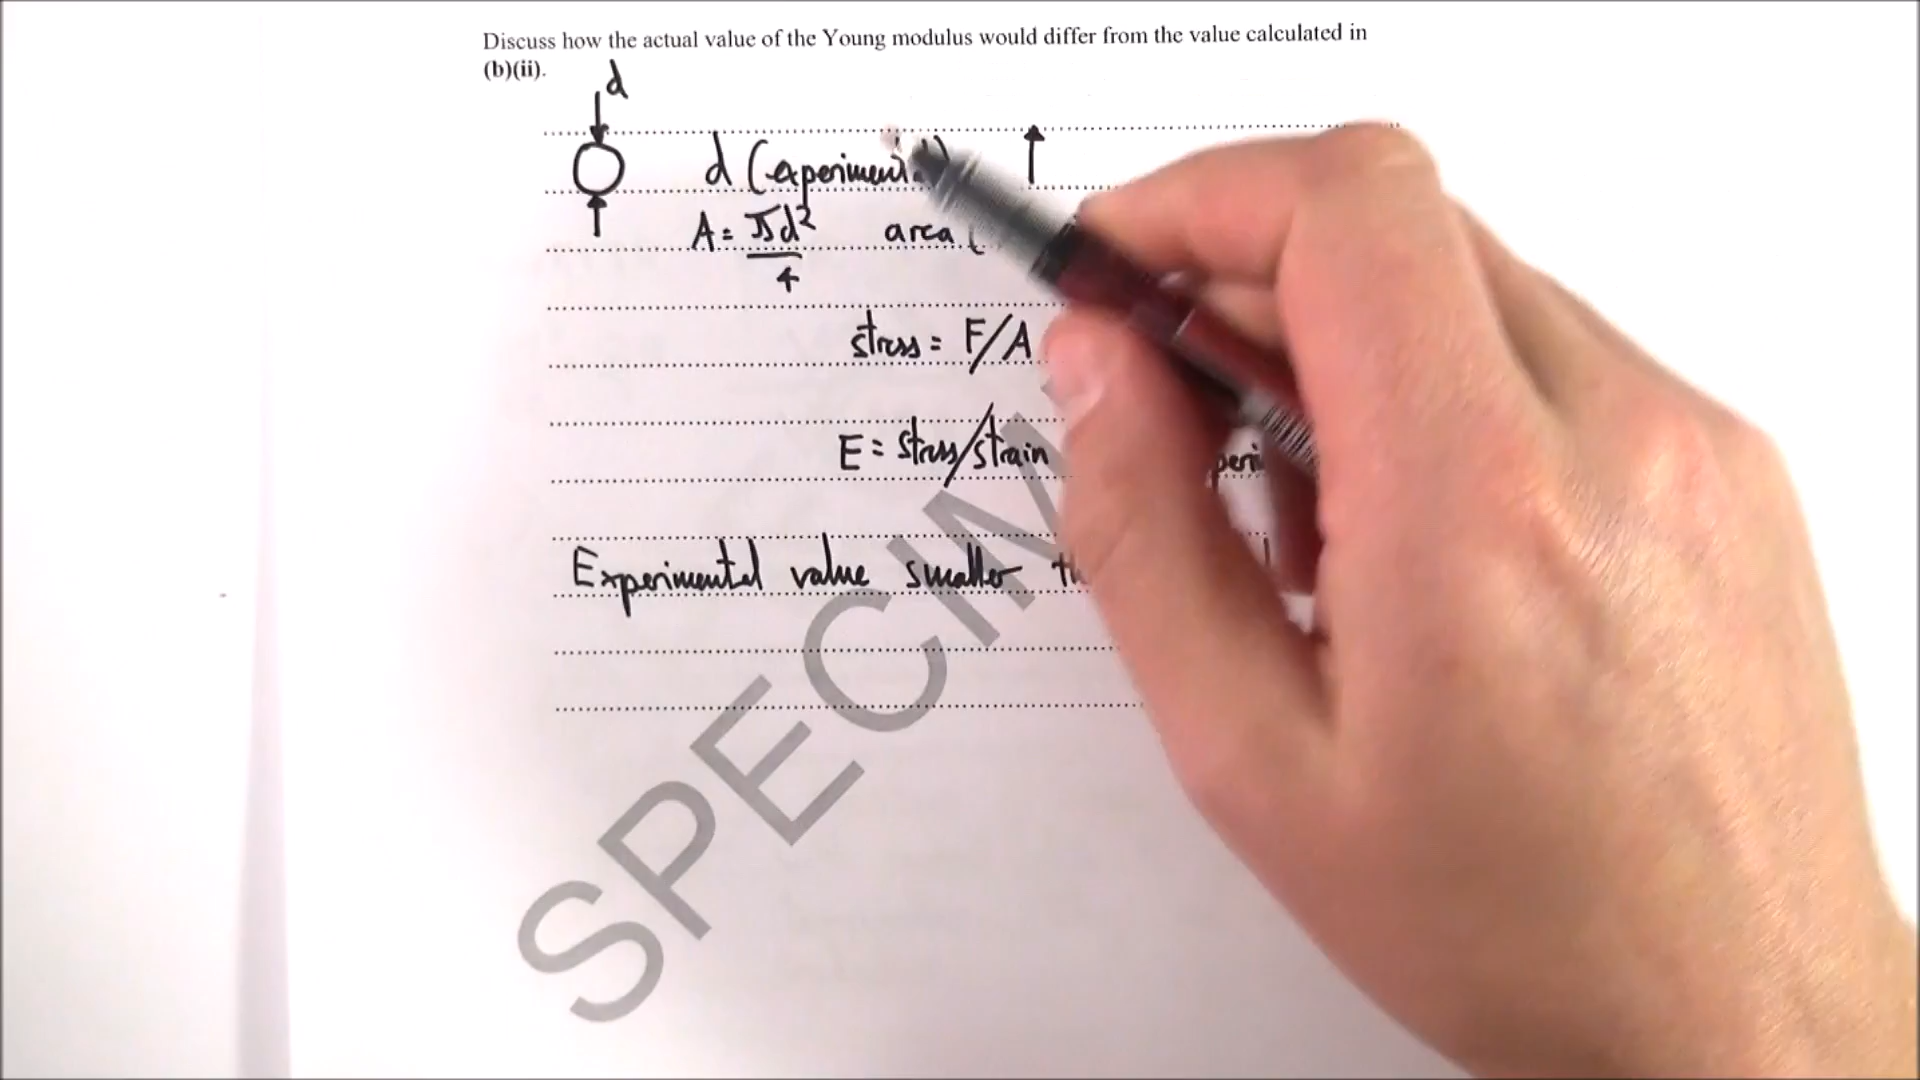 Discuss how the actual value of the Young modulus would differ from the value calculated in
(b)(ii).
d
d (experimental) ↑
A = πd²/4 area (
stress = F/A
E = stress/strain
Experimental value smaller
SPECIM